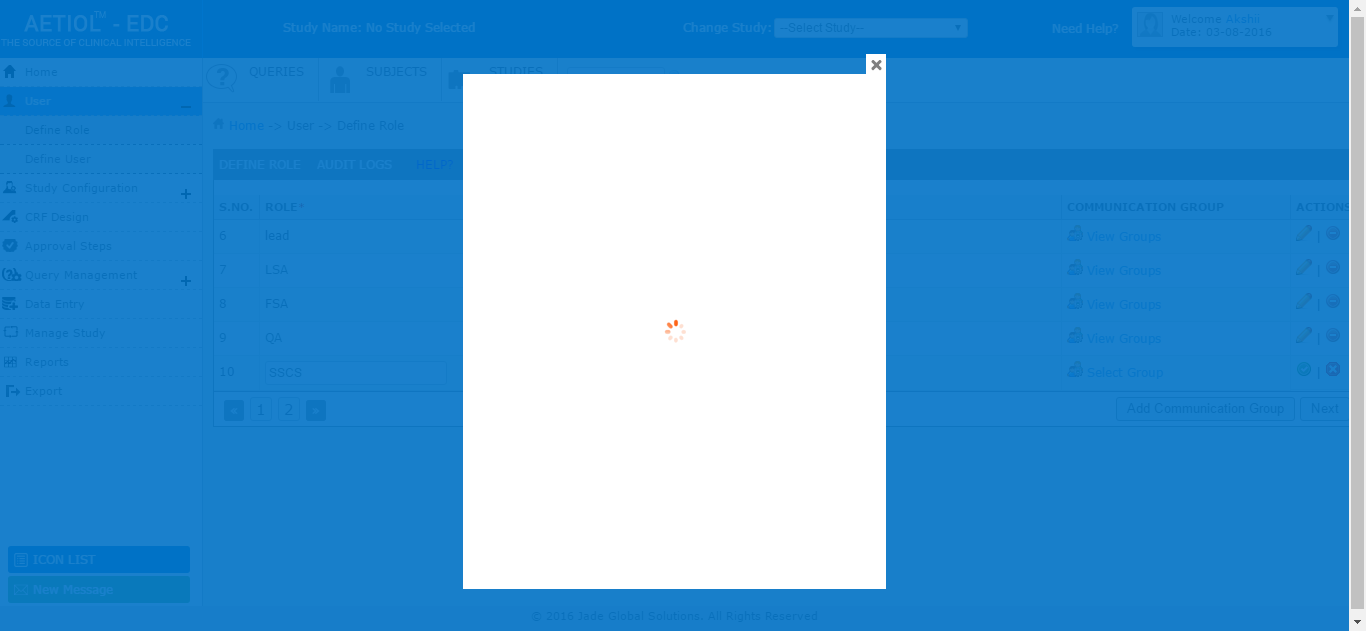 AETIOL™ - EDC
THE SOURCE OF CLINICAL INTELLIGENCE
Study Name: No Study Selected
Change Study: --Select Study--
Need Help?
Welcome Akshii
Date: 03-08-2016
Home
User
Define Role
Define User
Study Configuration
CRF Design
Approval Steps
Query Management
Data Entry
Manage Study
Reports
Export
ICON LIST
New Message
QUERIES SUBJECTS STUDIES
Home -> User -> Define Role
DEFINE ROLE AUDIT LOGS HELP?
S.NO. ROLE* COMMUNICATION GROUP ACTIONS
6 lead View Groups |
7 LSA View Groups |
8 FSA View Groups |
9 QA View Groups |
10 SSCS Select Group |
« 1 2 » Add Communication Group Next
© 2016 Jade Global Solutions. All Rights Reserved